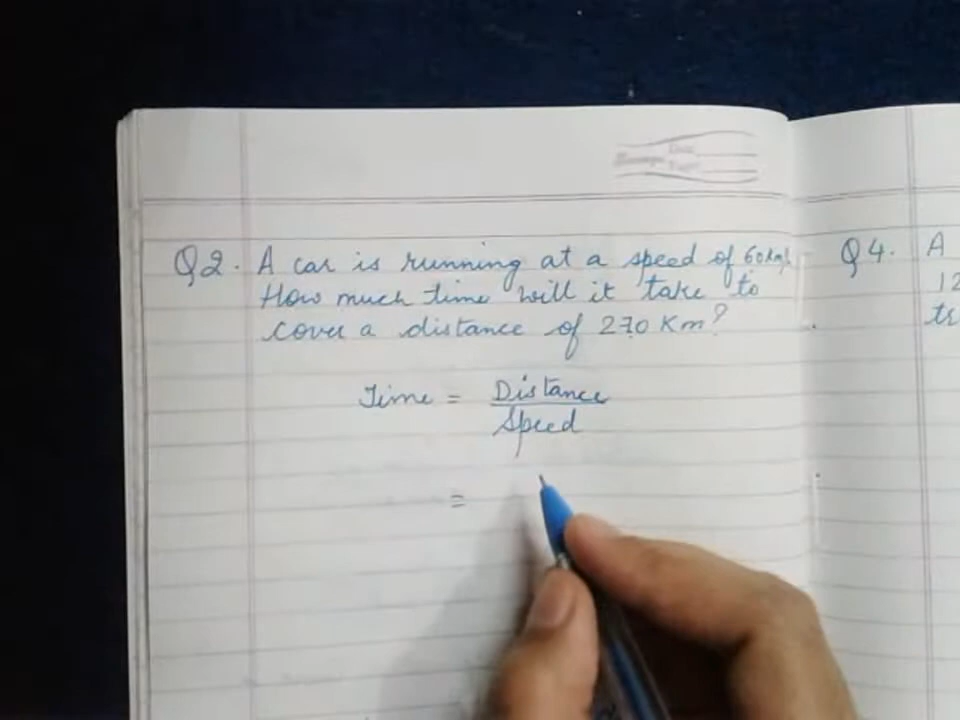 Q2. A car is running at a speed of 60km/
How much time will it take to
cover a distance of 270 Km?
Time = Distance
Speed
=
Q4. A
12
tr